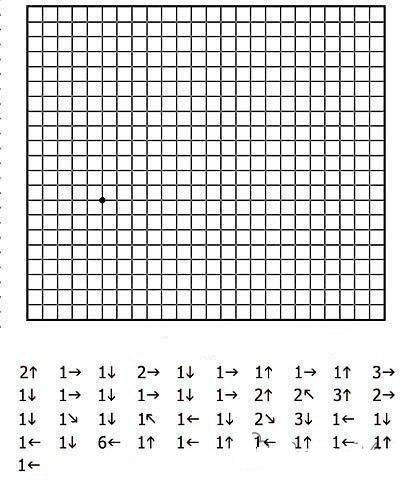 2↑ 1→ 1↓ 2→ 1↓ 1→ 1↑ 1→ 1↑ 3→
1↓ 1→ 1↓ 1→ 1↓ 1→ 2↑ 2↖ 3↑ 2→
1↓ 1↘ 1↓ 1↖ 1← 1↓ 2↘ 3↓ 1← 1↓
1← 1↓ 6← 1↑ 1← 1↑ 1← 1↑ 1← 1↑
1←